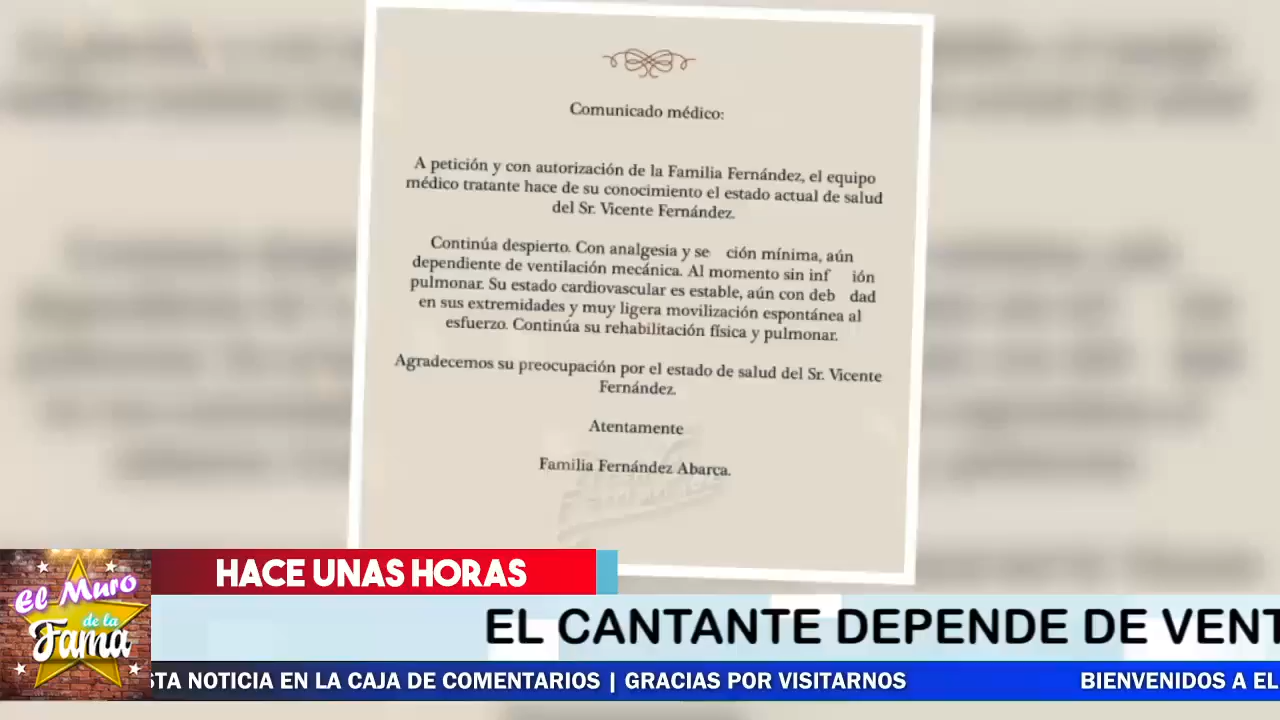 Comunicado médico:
A petición y con autorización de la Familia Fernández, el equipo
médico tratante hace de su conocimiento el estado actual de salud
del Sr. Vicente Fernández.
Continúa despierto. Con analgesia y se ción mínima, aún
dependiente de ventilación mecánica. Al momento sin inf ión
pulmonar. Su estado cardiovascular es estable, aún con deb dad
en sus extremidades y muy ligera movilización espontánea al
esfuerzo. Continúa su rehabilitación física y pulmonar.
Agradecemos su preocupación por el estado de salud del Sr. Vicente
Fernández.
Atentamente
Familia Fernández Abarca.
HACE UNAS HORAS
El Muro
de la
Fama
EL CANTANTE DEPENDE DE VENT
STA NOTICIA EN LA CAJA DE COMENTARIOS | GRACIAS POR VISITARNOS BIENVENIDOS A EL